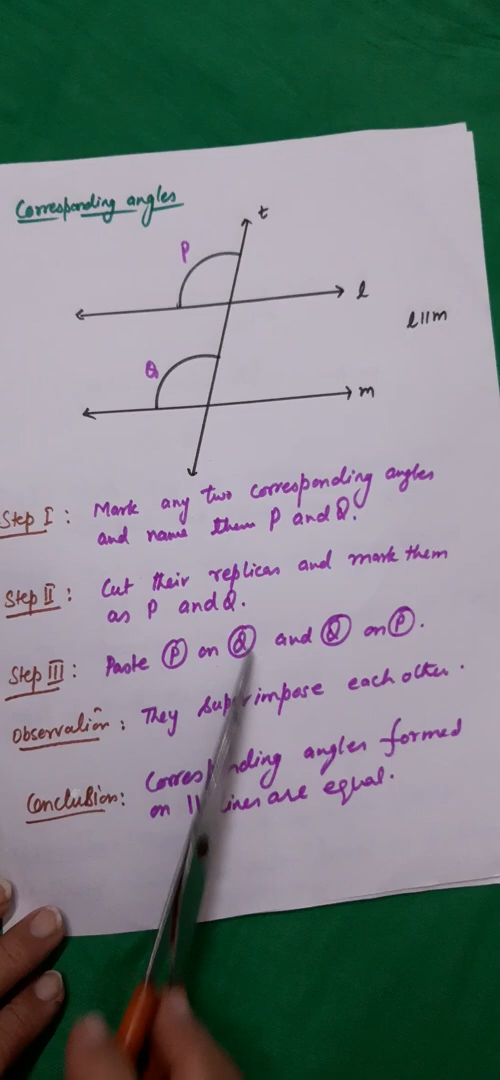 Corresponding angles
t
P
l
l||m
Q
m
Step I: Mark any two corresponding angles
and name them P and Q.
Step II: Cut their replicas and mark them
as P and Q.
Step III: Paste P on Q and Q on P.
Observation: They superimpose each other.
Conclusion: Corresponding angles formed
on || lines are equal.